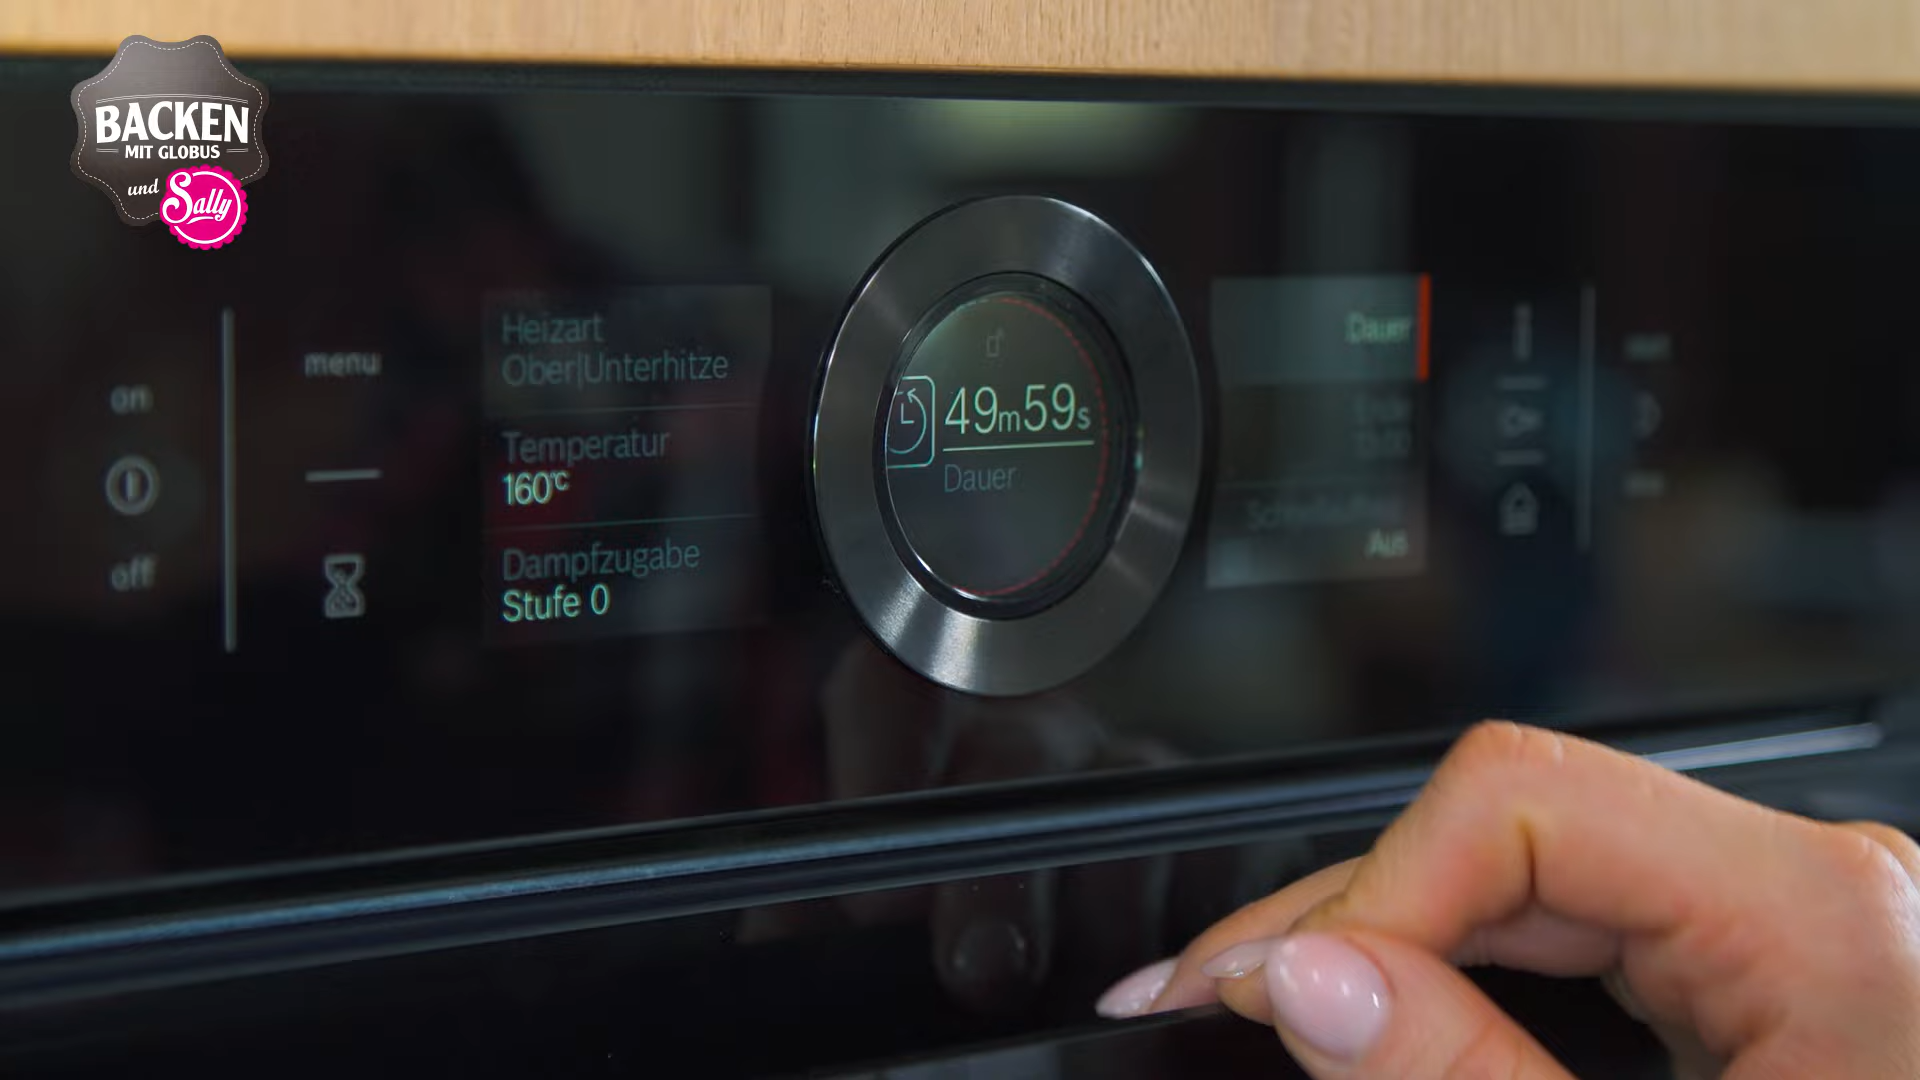 BACKEN
MIT GLOBUS
und
Sally
on
off
menu
Heizart
Ober|Unterhitze
Temperatur
160°C
Dampfzugabe
Stufe 0
49m59s
Dauer
Dauer
Aus